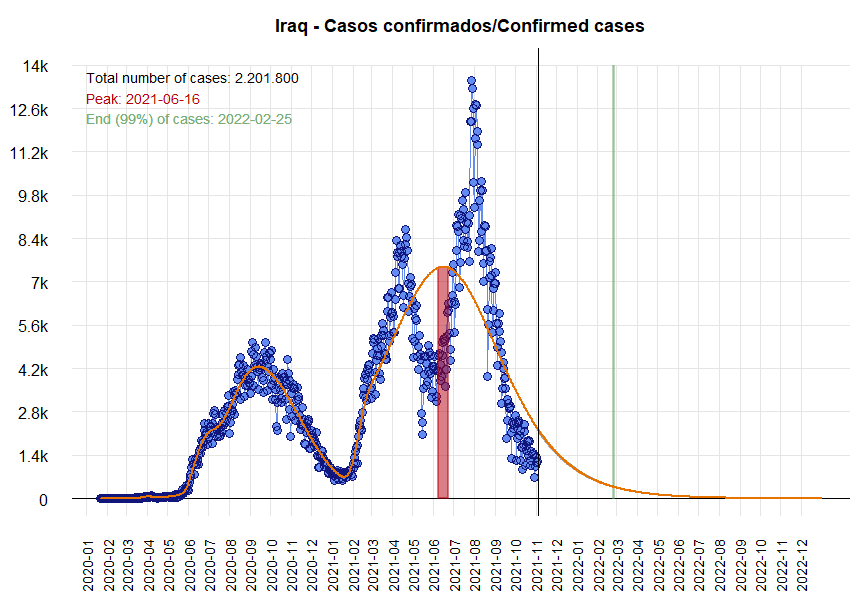 Iraq - Casos confirmados/Confirmed cases
Total number of cases: 2.201.800
Peak: 2021-06-16
End (99%) of cases: 2022-02-25
14k
12.6k
11.2k
9.8k
8.4k
7k
5.6k
4.2k
2.8k
1.4k
0
2020-01
2020-02
2020-03
2020-04
2020-05
2020-06
2020-07
2020-08
2020-09
2020-10
2020-11
2020-12
2021-01
2021-02
2021-03
2021-04
2021-05
2021-06
2021-07
2021-08
2021-09
2021-10
2021-11
2021-12
2022-01
2022-02
2022-03
2022-04
2022-05
2022-06
2022-07
2022-08
2022-09
2022-10
2022-11
2022-12